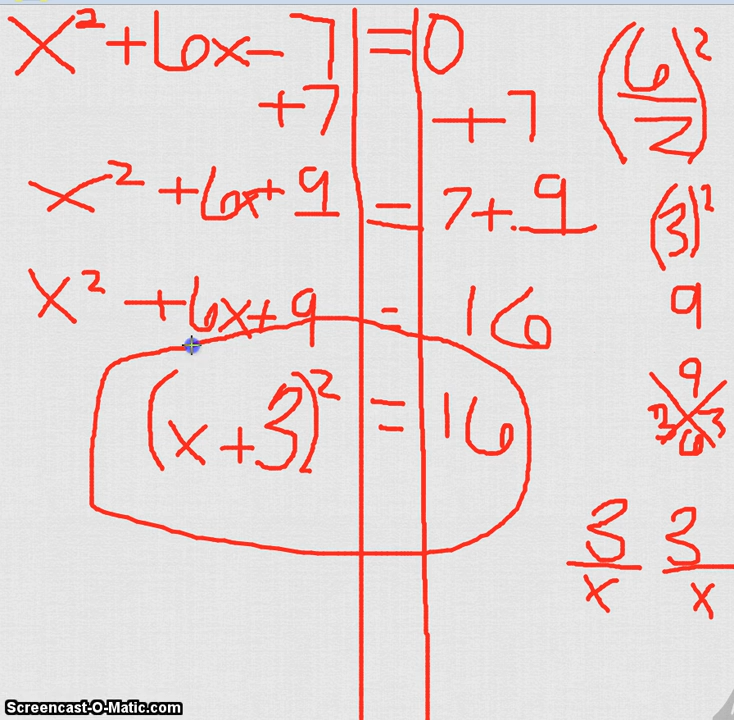 x² + 6x - 7 = 0
+7 +7
x² + 6x + 9 = 7 + 9
x² + 6x + 9 = 16
(x + 3)² = 16
(6/2)²
(3)²
9
9
3 3
6
3 3
x x
Screencast-O-Matic.com